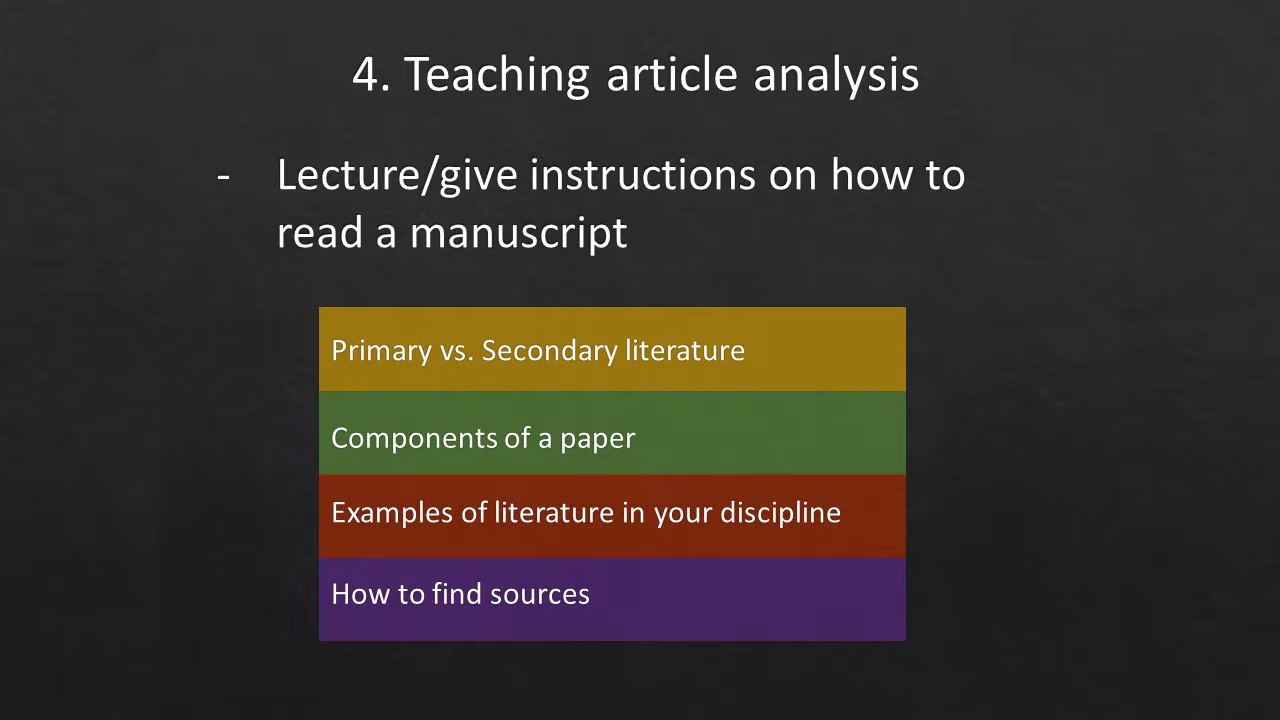 4. Teaching article analysis
- Lecture/give instructions on how to
read a manuscript
Primary vs. Secondary literature
Components of a paper
Examples of literature in your discipline
How to find sources